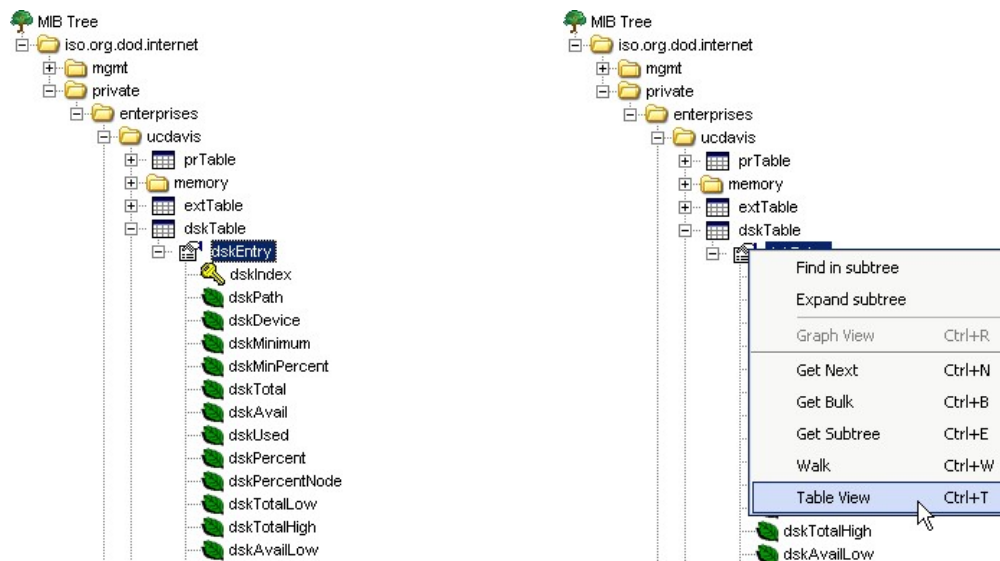 MIB Tree
iso.org.dod.internet
mgmt
private
enterprises
ucdavis
prTable
memory
extTable
dskTable
dskEntry
dskIndex
dskPath
dskDevice
dskMinimum
dskMinPercent
dskTotal
dskAvail
dskUsed
dskPercent
dskPercentNode
dskTotalLow
dskTotalHigh
dskAvailLow
MIB Tree
iso.org.dod.internet
mgmt
private
enterprises
ucdavis
prTable
memory
extTable
dskTable
Find in subtree
Expand subtree
Graph View Ctrl+R
Get Next Ctrl+N
Get Bulk Ctrl+B
Get Subtree Ctrl+E
Walk Ctrl+W
Table View Ctrl+T
dskTotalHigh
dskAvailLow